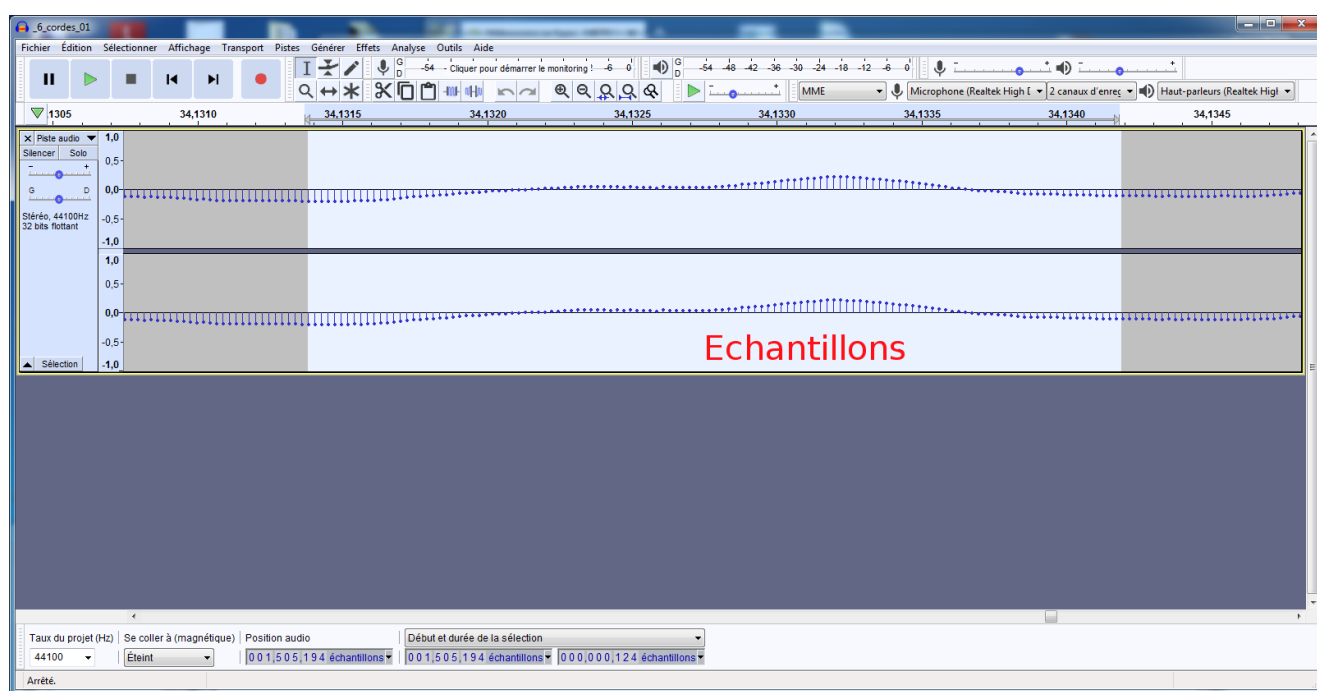 _6_cordes_01
Fichier Édition Sélectionner Affichage Transport Pistes Générer Effets Analyse Outils Aide
G D -54 - Cliquer pour démarrer le monitoring ! -6 0 G D -54 -48 -42 -36 -30 -24 -18 -12 -6 0
MME Microphone (Realtek High D 2 canaux d'enreg Haut-parleurs (Realtek High
1305 34,1310 34,1315 34,1320 34,1325 34,1330 34,1335 34,1340 34,1345
Piste audio 1,0
Silencer Solo
- + 0,5
G D 0,0
Stéréo, 44100Hz -0,5
32 bits flottant
-1,0
1,0
0,5
0,0
-0,5
Echantillons
Sélection -1,0
Taux du projet (Hz) Se coller à (magnétique) Position audio Début et durée de la sélection
44100 Éteint 001,505,194 échantillons 001,505,194 échantillons 000,000,124 échantillons
Arrêté.